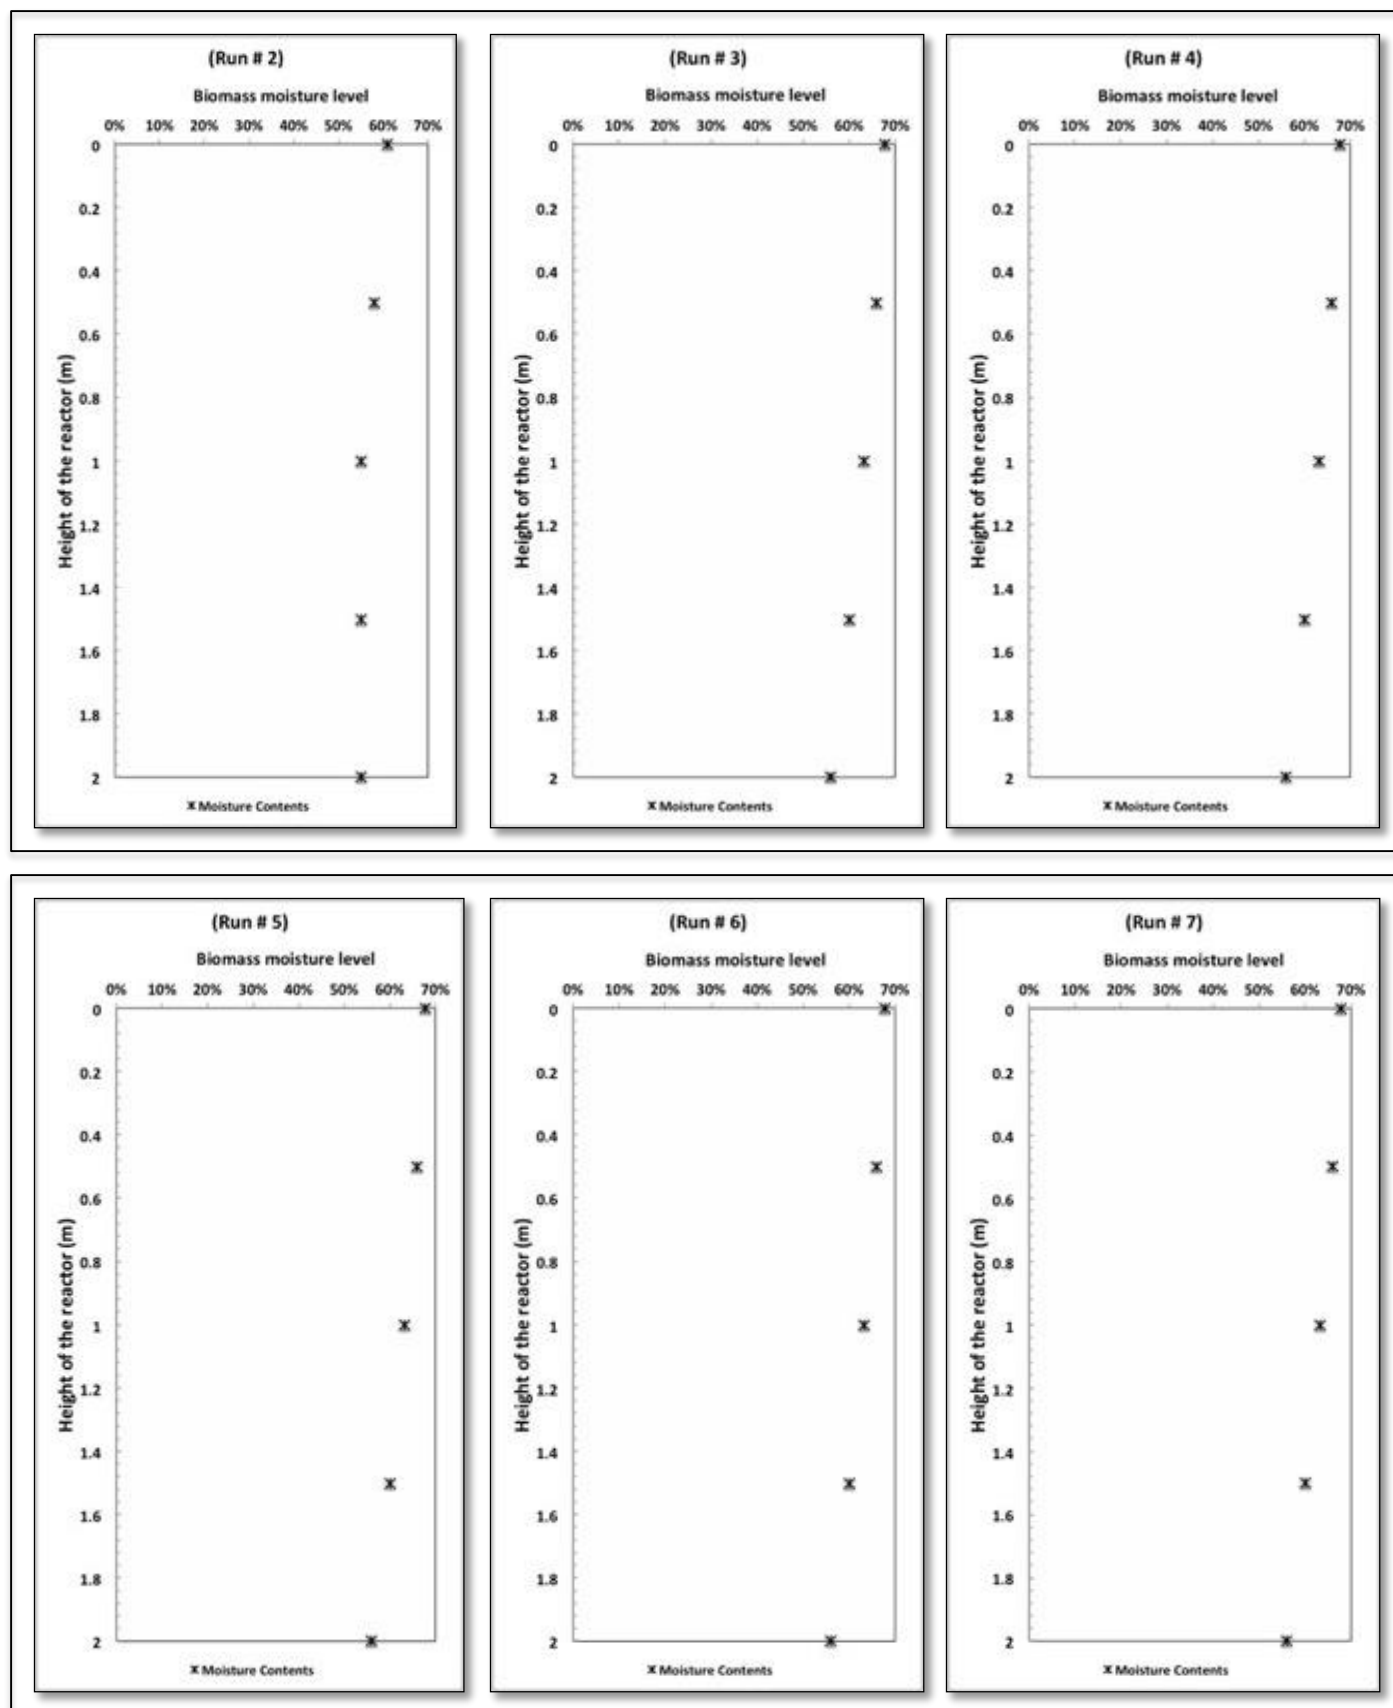 (Run # 2)
Biomass moisture level
0% 10% 20% 30% 40% 50% 60% 70%
0
0.2
0.4
0.6
0.8
1
1.2
1.4
1.6
1.8
2
Height of the reactor (m)
Moisture Contents
(Run # 3)
Biomass moisture level
0% 10% 20% 30% 40% 50% 60% 70%
0
0.2
0.4
0.6
0.8
1
1.2
1.4
1.6
1.8
2
Height of the reactor (m)
Moisture Contents
(Run # 4)
Biomass moisture level
0% 10% 20% 30% 40% 50% 60% 70%
0
0.2
0.4
0.6
0.8
1
1.2
1.4
1.6
1.8
2
Height of the reactor (m)
Moisture Contents
(Run # 5)
Biomass moisture level
0% 10% 20% 30% 40% 50% 60% 70%
0
0.2
0.4
0.6
0.8
1
1.2
1.4
1.6
1.8
2
Height of the reactor (m)
Moisture Contents
(Run # 6)
Biomass moisture level
0% 10% 20% 30% 40% 50% 60% 70%
0
0.2
0.4
0.6
0.8
1
1.2
1.4
1.6
1.8
2
Height of the reactor (m)
Moisture Contents
(Run # 7)
Biomass moisture level
0% 10% 20% 30% 40% 50% 60% 70%
0
0.2
0.4
0.6
0.8
1
1.2
1.4
1.6
1.8
2
Height of the reactor (m)
Moisture Contents